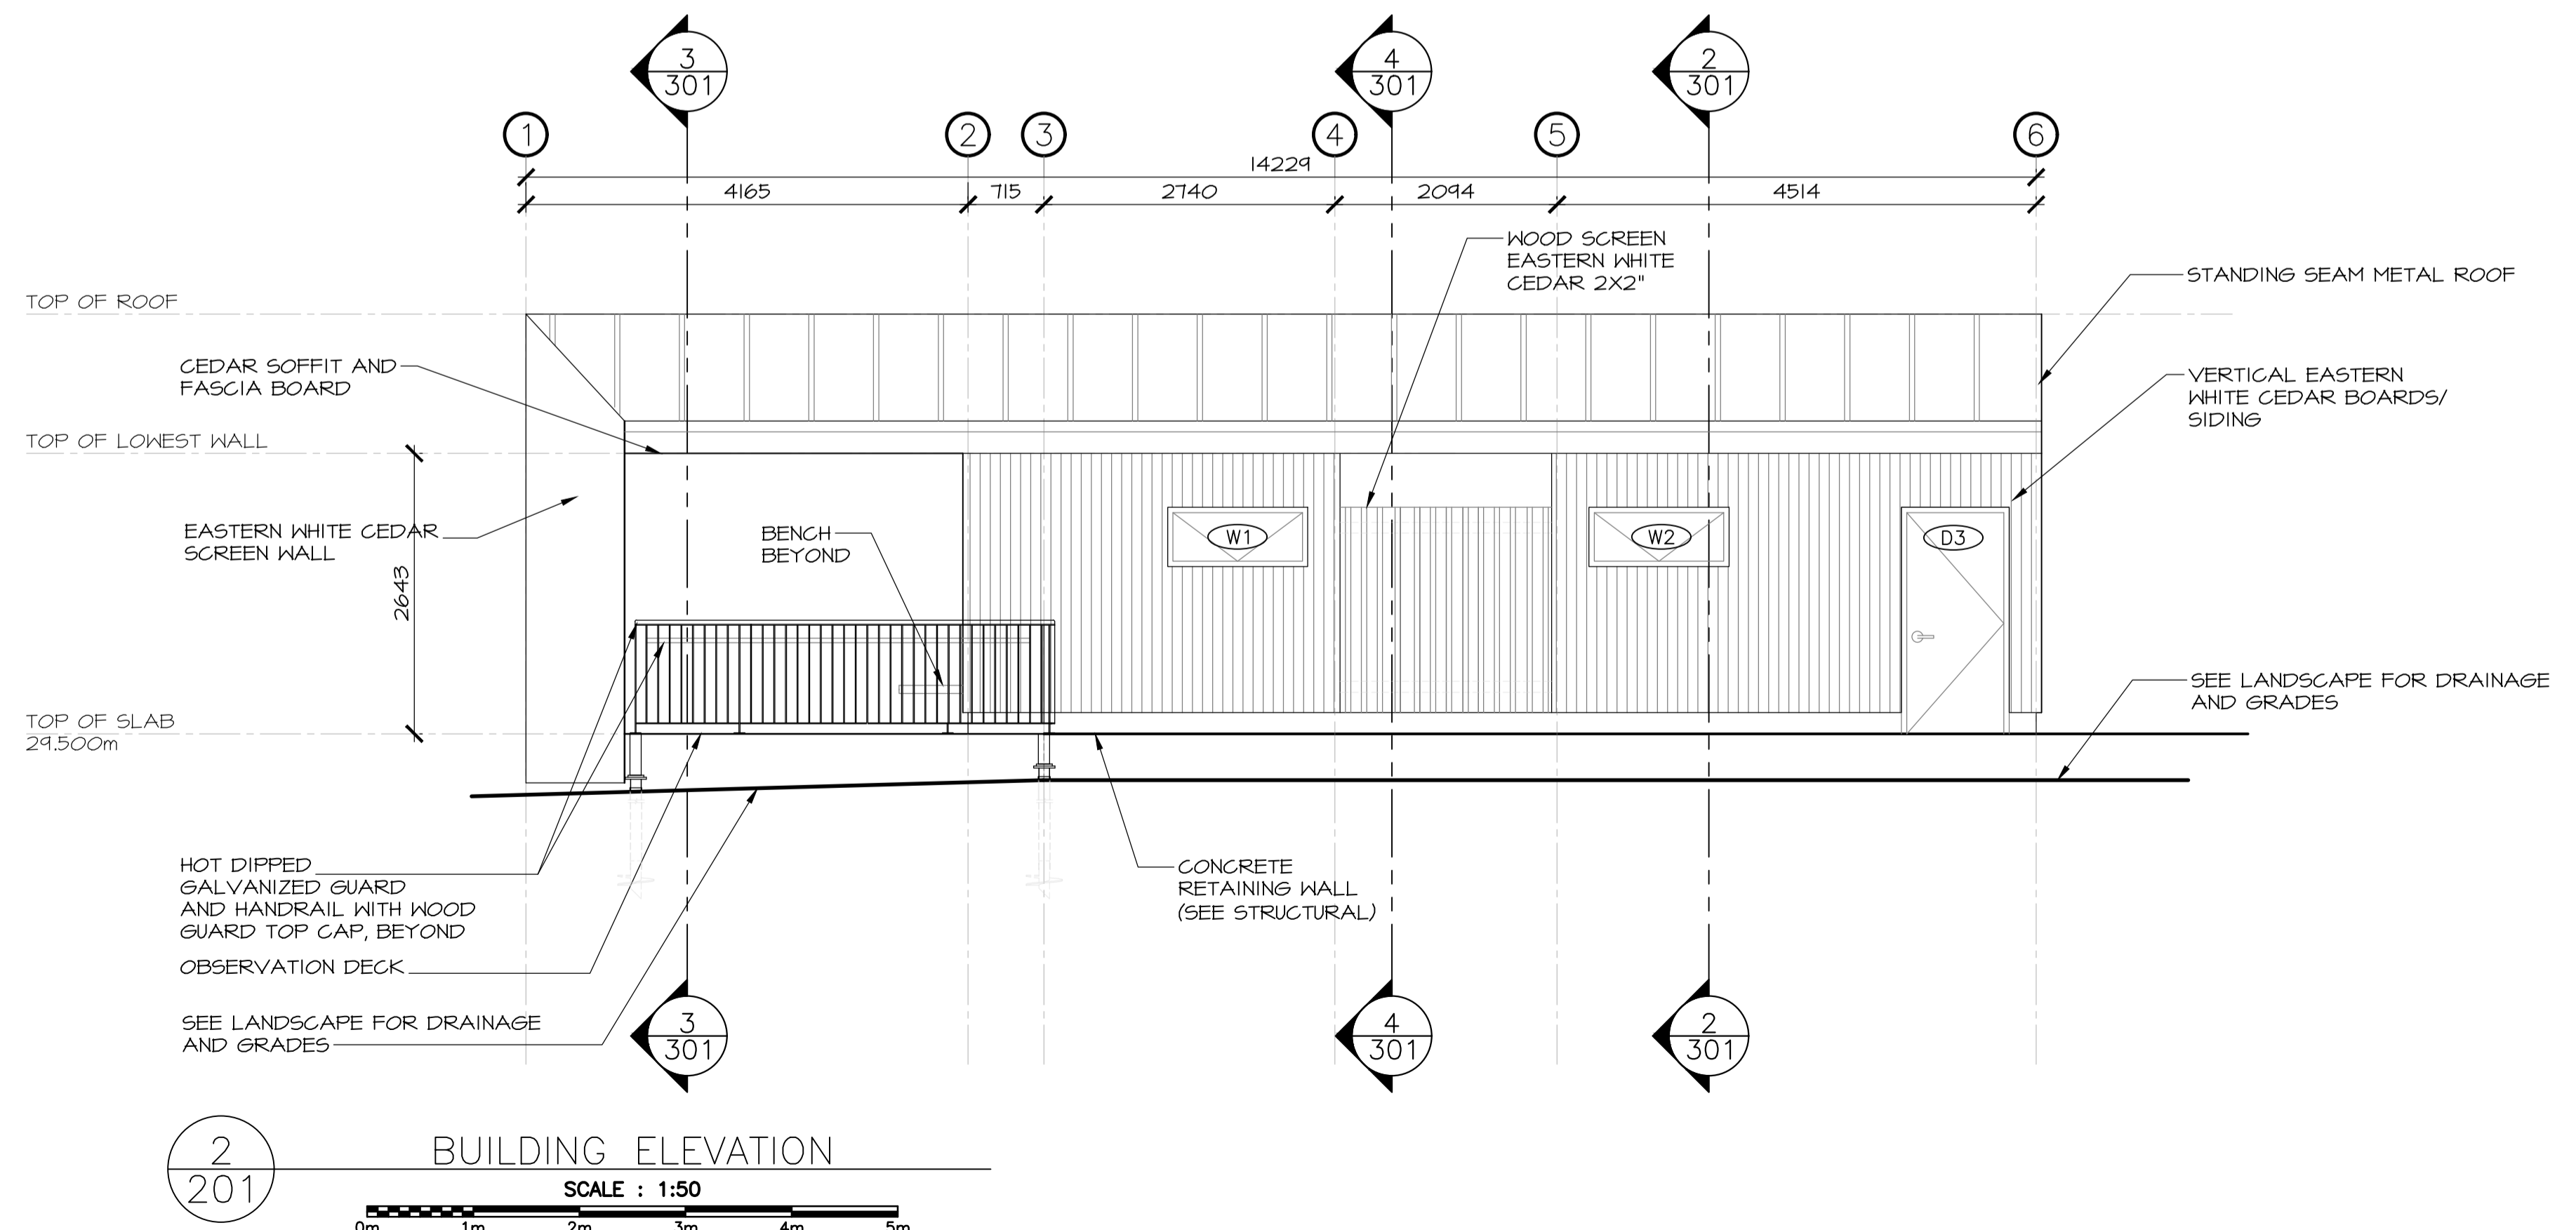 3
301
4
301
2
301
1
2
3
4
5
6
14229
4165
715
2740
2094
4514
WOOD SCREEN
EASTERN WHITE
CEDAR 2X2"
STANDING SEAM METAL ROOF
TOP OF ROOF
CEDAR SOFFIT AND
FASCIA BOARD
VERTICAL EASTERN
WHITE CEDAR BOARDS/
SIDING
TOP OF LOWEST WALL
EASTERN WHITE CEDAR
SCREEN WALL
BENCH
BEYOND
W1
W2
D3
2643
SEE LANDSCAPE FOR DRAINAGE
AND GRADES
TOP OF SLAB
29.500m
HOT DIPPED
GALVANIZED GUARD
AND HANDRAIL WITH WOOD
GUARD TOP CAP, BEYOND
CONCRETE
RETAINING WALL
(SEE STRUCTURAL)
OBSERVATION DECK
SEE LANDSCAPE FOR DRAINAGE
AND GRADES
3
301
4
301
2
301
2
201
BUILDING ELEVATION
SCALE : 1:50
0m 1m 2m 3m 4m 5m